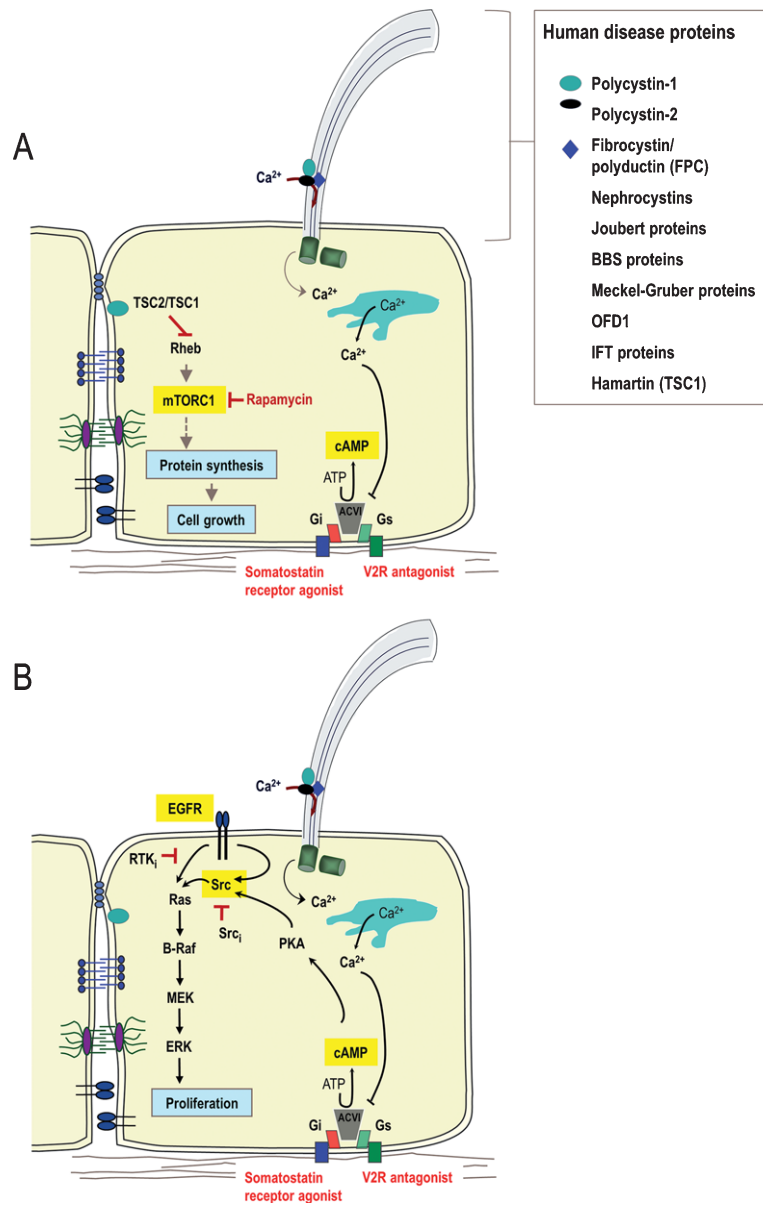 A
Human disease proteins
Polycystin-1
Polycystin-2
Fibrocystin/
polyductin (FPC)
Nephrocystins
Joubert proteins
BBS proteins
Meckel-Gruber proteins
OFD1
IFT proteins
Hamartin (TSC1)
Ca2+
Ca2+
Ca2+
Ca2+
TSC2/TSC1
Rheb
mTORC1
Rapamycin
Protein synthesis
Cell growth
cAMP
ATP
ACVI
Gi
Gs
Somatostatin
receptor agonist
V2R antagonist
B
Ca2+
EGFR
RTKi
Src
Ras
Srci
B-Raf
MEK
ERK
Proliferation
PKA
Ca2+
Ca2+
Ca2+
cAMP
ATP
ACVI
Gi
Gs
Somatostatin
receptor agonist
V2R antagonist